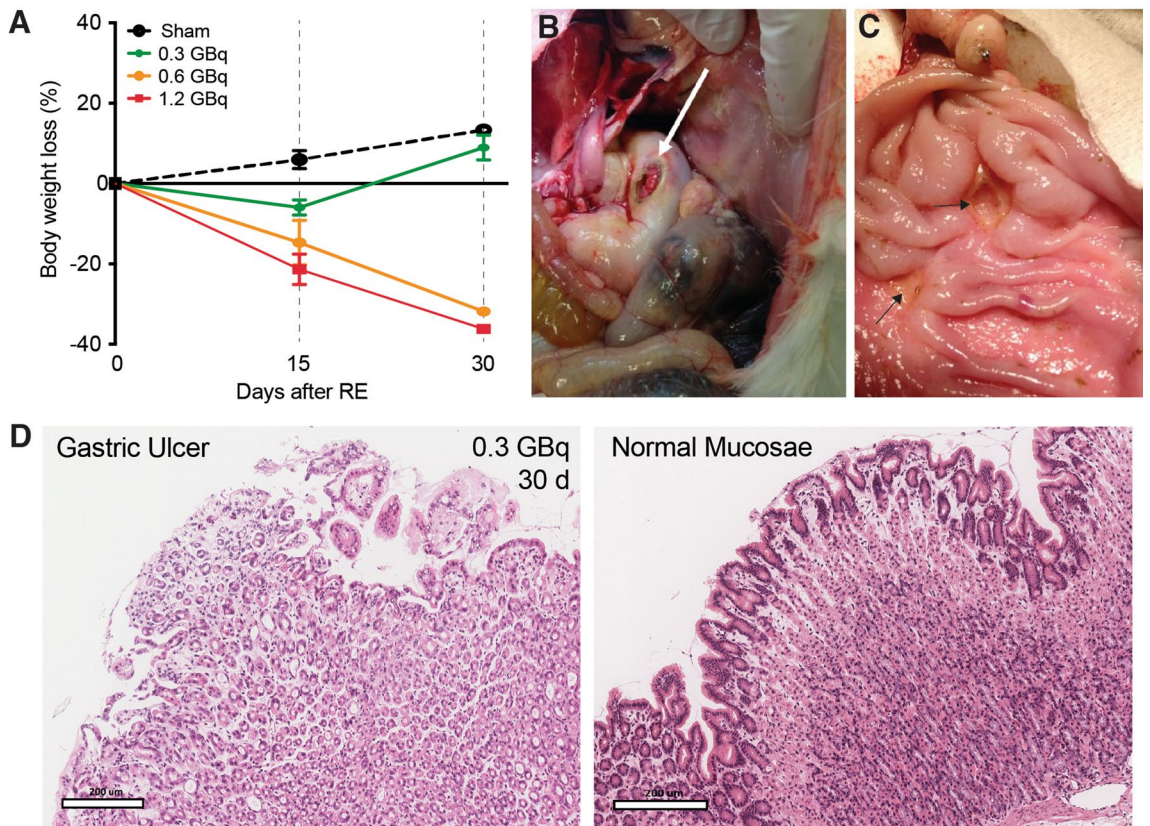 A
Body weight loss (%)
40
20
0
-20
-40
Sham
0.3 GBq
0.6 GBq
1.2 GBq
0
15
30
Days after RE
B
C
D
Gastric Ulcer
0.3 GBq
30 d
200 um
Normal Mucosae
200 um